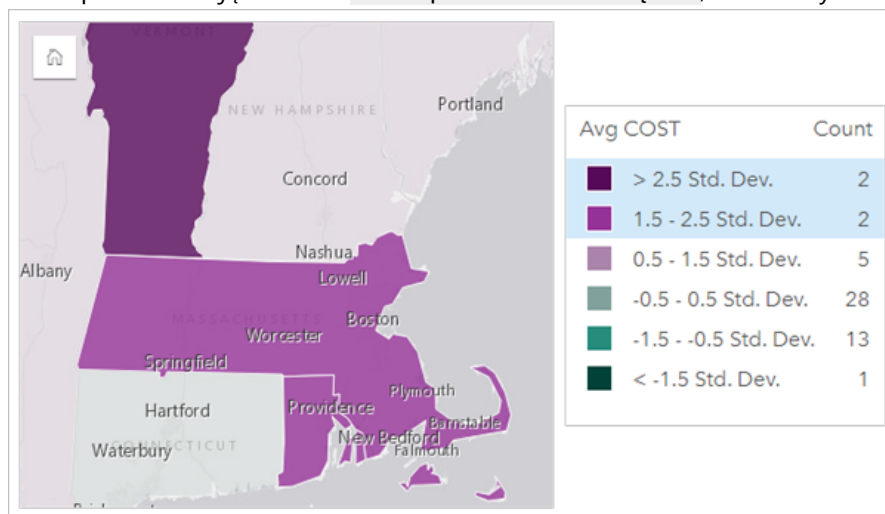 VERMONT
NEW HAMPSHIRE
Portland
Concord
Nashua
Albany
Lowell
MASSACHUSETTS
Boston
Worcester
Springfield
Plymouth
Hartford
Providence
Barnstable
New Bedford
CONNECTICUT
Falmouth
Waterbury
Avg COST Count
> 2.5 Std. Dev. 2
1.5 - 2.5 Std. Dev. 2
0.5 - 1.5 Std. Dev. 5
-0.5 - 0.5 Std. Dev. 28
-1.5 - -0.5 Std. Dev. 13
< -1.5 Std. Dev. 1